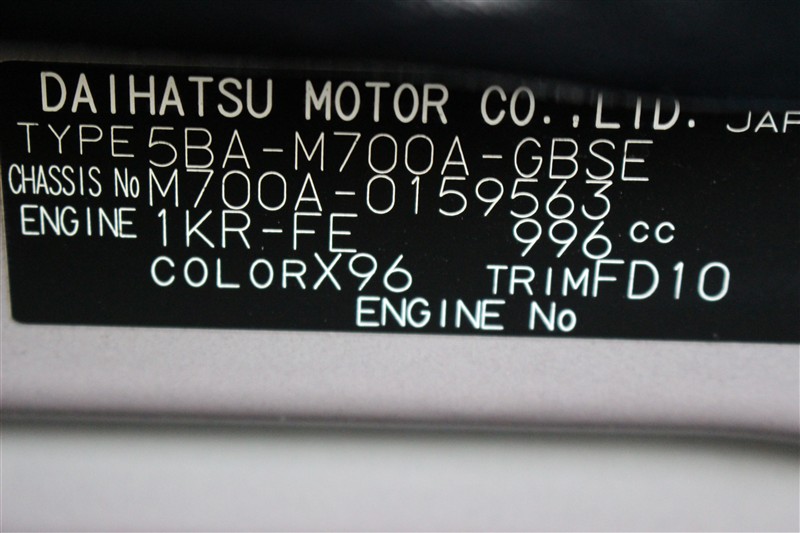 DAIHATSU MOTOR CO.,LTD. JAP
TYPE 5BA-M700A-GBSE
CHASSIS No M700A-0159563
ENGINE 1KR-FE 996 cc
COLOR X96 TRIM FD10
ENGINE No